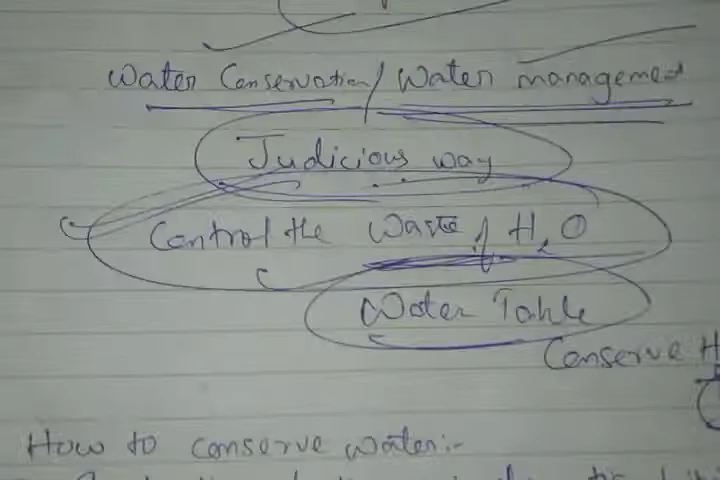 Water Conservation/Water management
Judicious way
Control the Waste of H2O
Water Table
Conserve H
How to conserve water:-